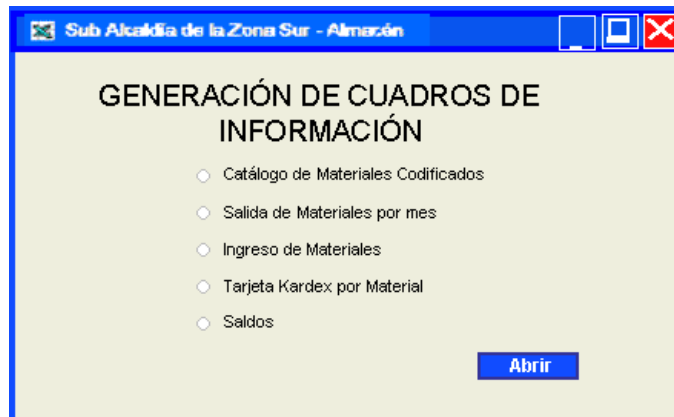 Sub Alcaldía de la Zona Sur - Almacén
GENERACIÓN DE CUADROS DE
INFORMACIÓN
Catálogo de Materiales Codificados
Salida de Materiales por mes
Ingreso de Materiales
Tarjeta Kardex por Material
Saldos
Abrir